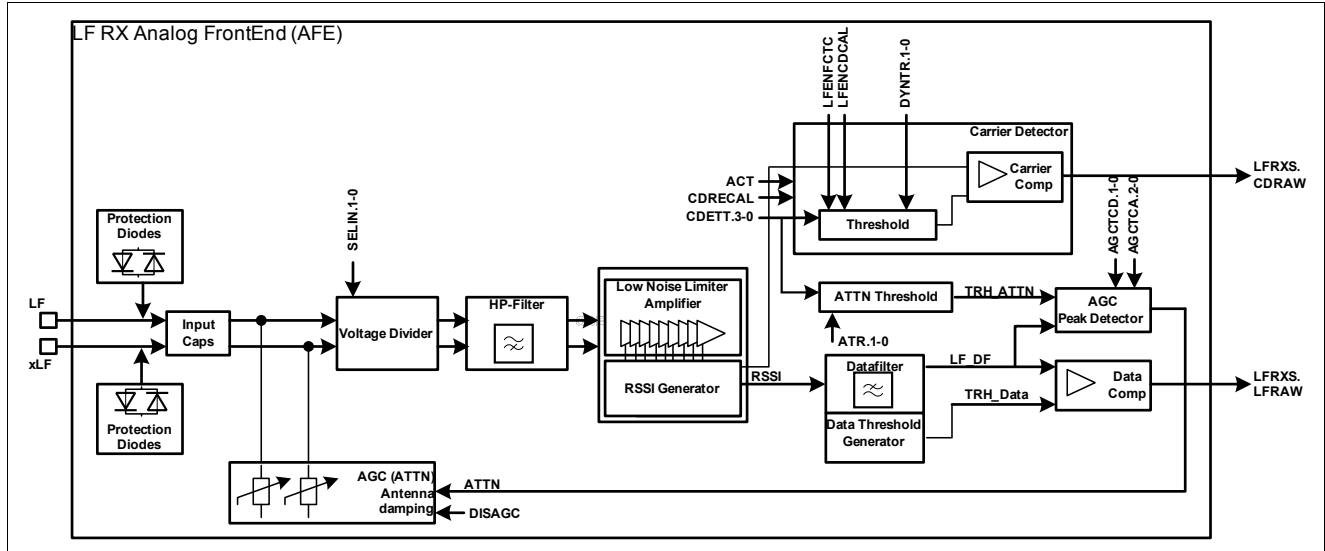 LF RX Analog FrontEnd (AFE)
LFENFCTC
LFENCDCAL
DYNTR.1-0
Carrier Detector
Carrier
Comp
LFRXS.
CDRAW
ACT
CDRECAL
CDETT.3-0
Threshold
AGCTCD.1-0
AGCTCA.2-0
Protection
Diodes
SELIN.1-0
LF
xLF
Input
Caps
Voltage Divider
HP-Filter
Low Noise Limiter
Amplifier
RSSI Generator
RSSI
ATTN Threshold
TRH_ATTN
ATR.1-0
AGC
Peak Detector
Datafilter
LF_DF
TRH_Data
Data Threshold
Generator
Data
Comp
LFRXS.
LFRAW
Protection
Diodes
AGC (ATTN)
Antenna
damping
ATTN
DISAGC